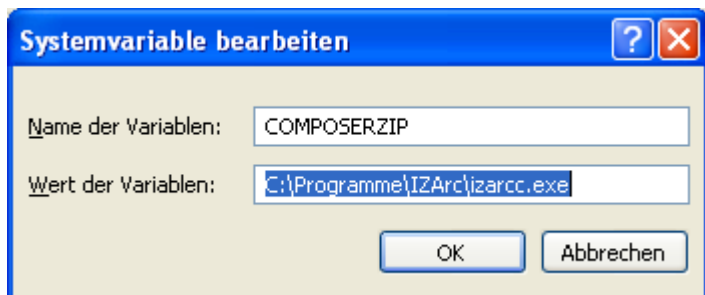 Systemvariable bearbeiten
Name der Variablen: COMPOSERZIP
Wert der Variablen: C:\Programme\IZArc\izarcc.exe
OK Abbrechen